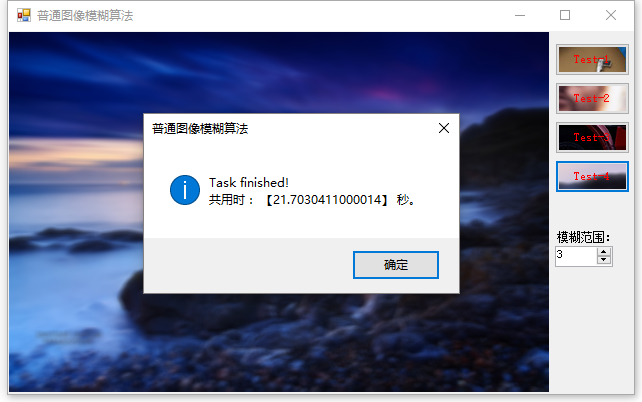 普通图像模糊算法
Test-1
Test-2
Test-3
Test-4
普通图像模糊算法
Task finished!
共用时：【21.7030411000014】 秒。
确定
模糊范围：
3